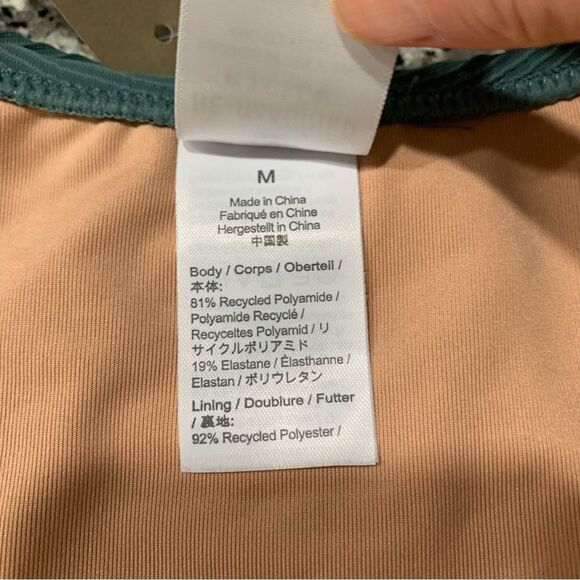 M
Made in China
Fabriqué en Chine
Hergestellt in China
中国製
Body / Corps / Oberteil /
本体:
81% Recycled Polyamide /
Polyamide Recyclé /
Recyceltes Polyamid / リ
サイクルポリアミド
19% Elastane / Élasthanne /
Elastan / ポリウレタン
Lining / Doublure / Futter
/ 裏地:
92% Recycled Polyester /